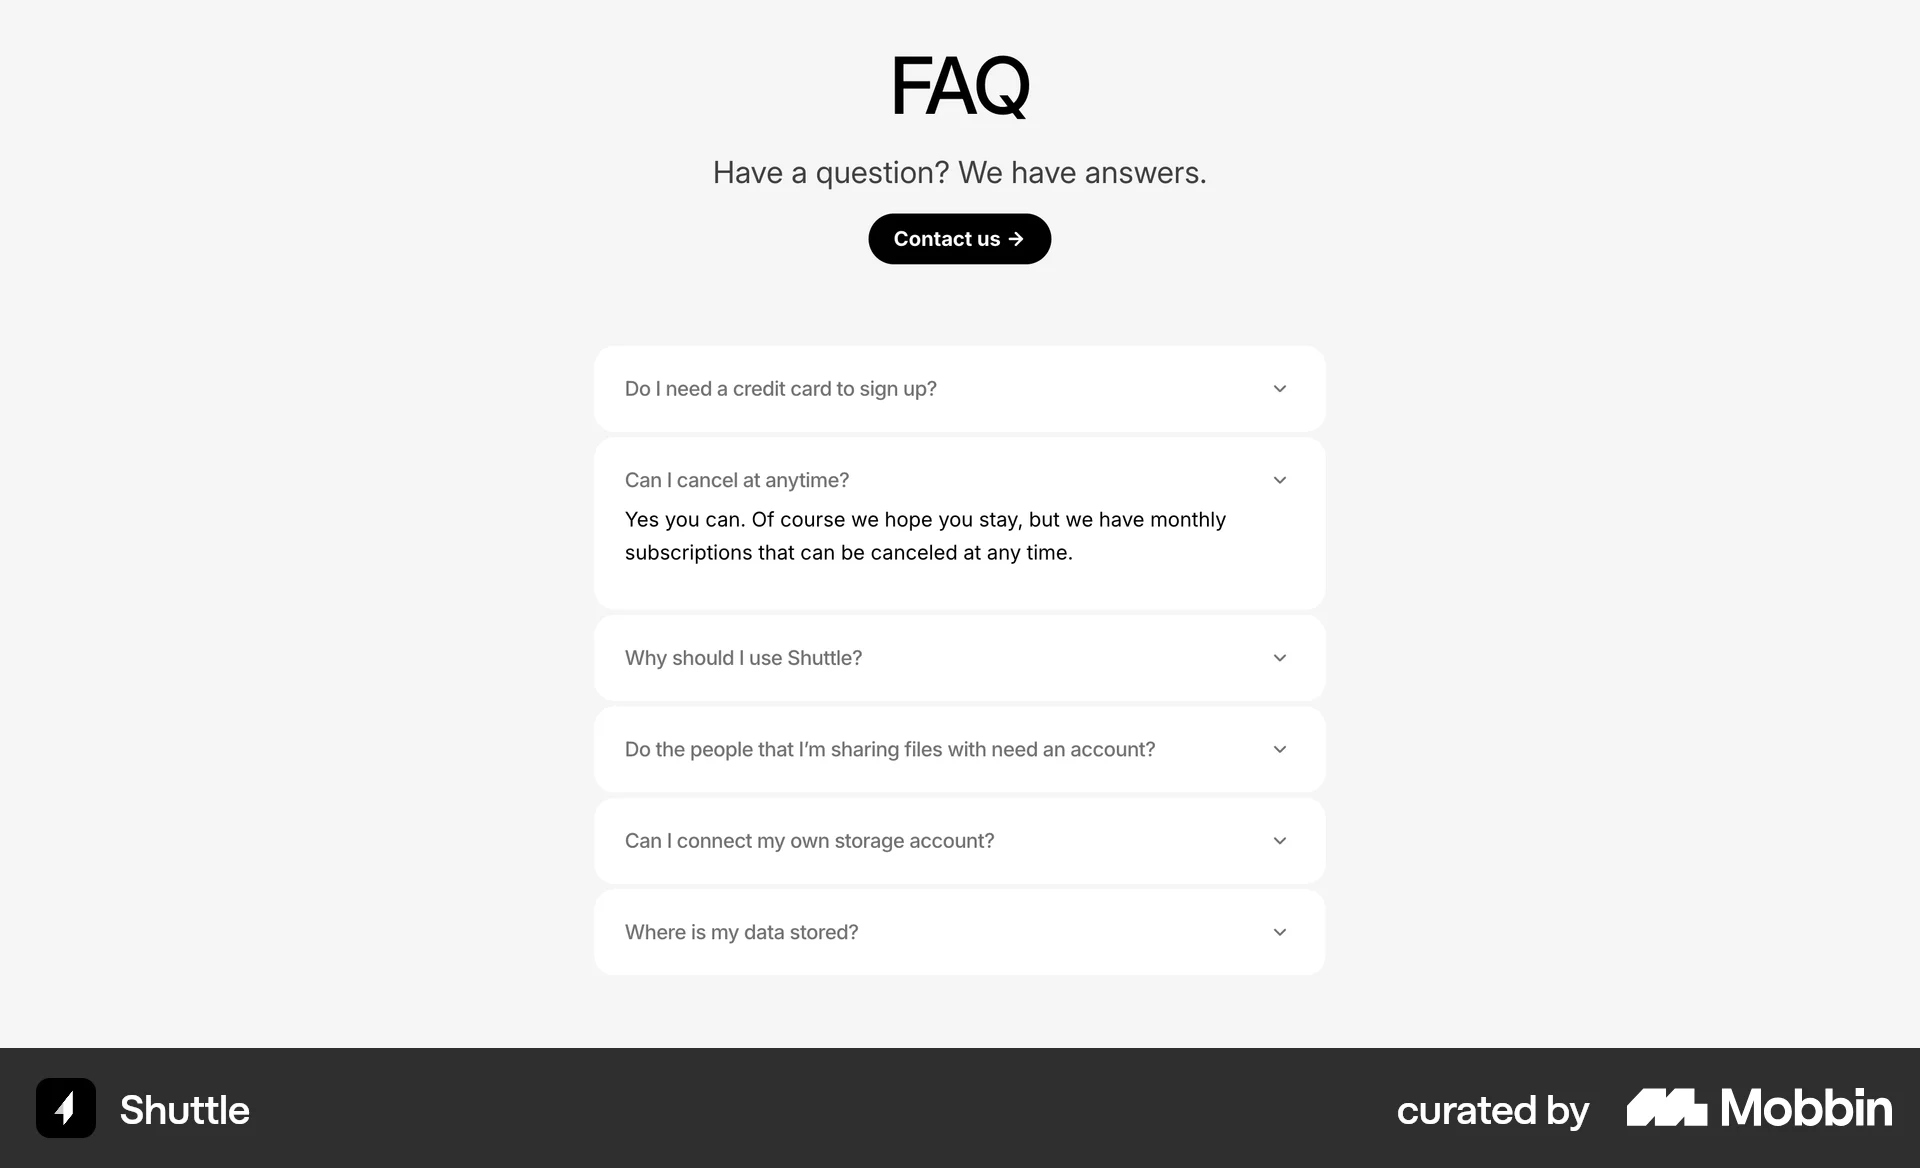 FAQ
Have a question? We have answers.
Contact us →
Do I need a credit card to sign up?
Can I cancel at anytime?
Yes you can. Of course we hope you stay, but we have monthly
subscriptions that can be canceled at any time.
Why should I use Shuttle?
Do the people that I’m sharing files with need an account?
Can I connect my own storage account?
Where is my data stored?
Shuttle
curated by
Mobbin